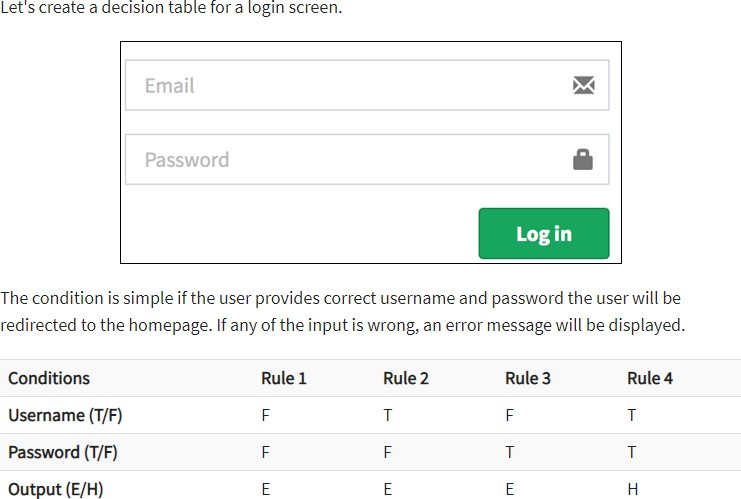 Let's create a decision table for a login screen.
Email
Password
Log in
The condition is simple if the user provides correct username and password the user will be
redirected to the homepage. If any of the input is wrong, an error message will be displayed.
Conditions Rule 1 Rule 2 Rule 3 Rule 4
Username (T/F) F T F T
Password (T/F) F F T T
Output (E/H) E E E H